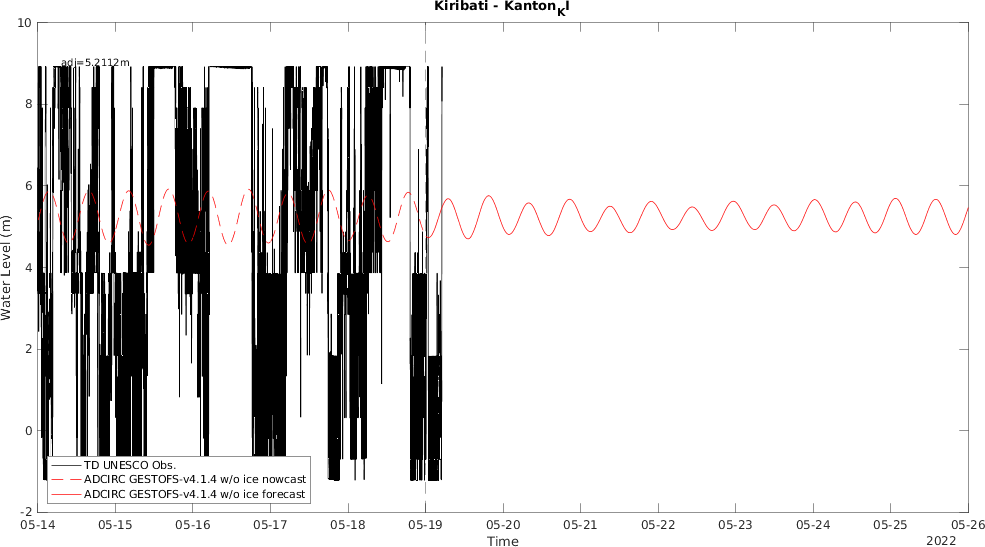 Kiribati - Kanton_KI
10
adj=5.2112m
8
6
4
2
0
-2
Water Level (m)
TD UNESCO Obs.
ADCIRC GESTOFS-v4.1.4 w/o ice nowcast
ADCIRC GESTOFS-v4.1.4 w/o ice forecast
05-14 05-15 05-16 05-17 05-18 05-19 05-20 05-21 05-22 05-23 05-24 05-25 05-26
Time
2022